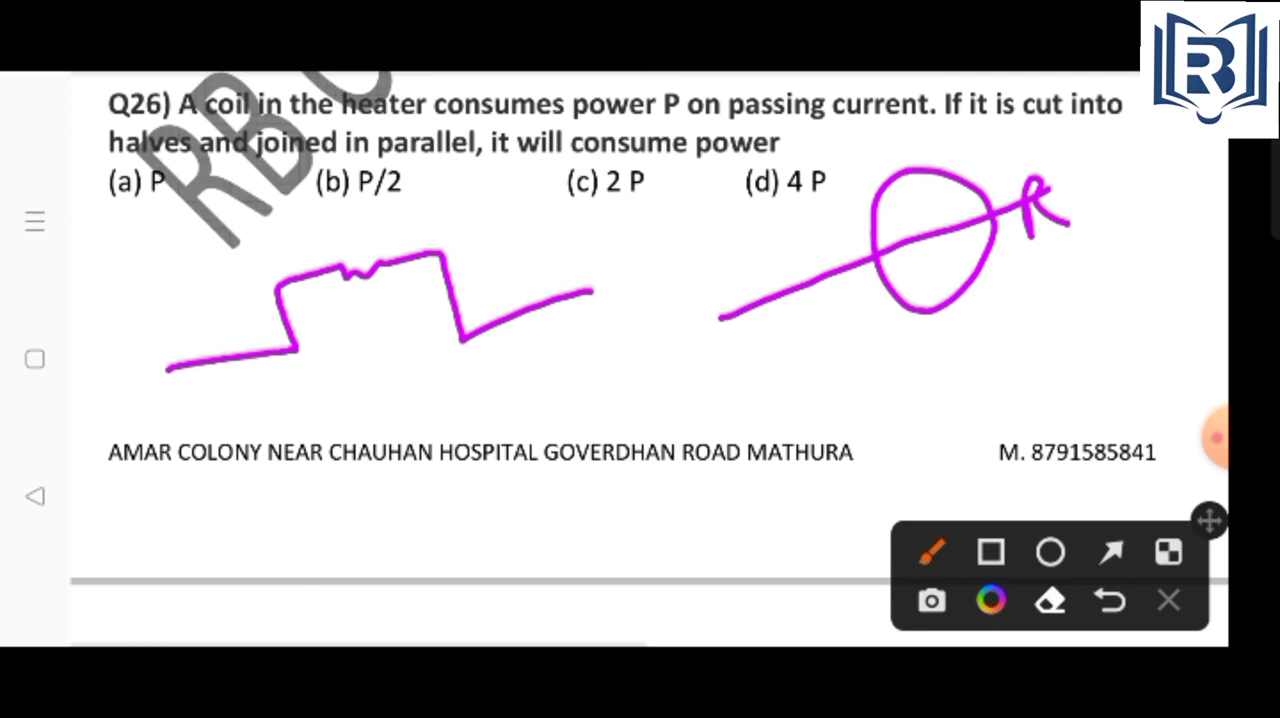 RB C
Q26) A coil in the heater consumes power P on passing current. If it is cut into
halves and joined in parallel, it will consume power
(a) P (b) P/2 (c) 2 P (d) 4 P
R
AMAR COLONY NEAR CHAUHAN HOSPITAL GOVERDHAN ROAD MATHURA M. 8791585841